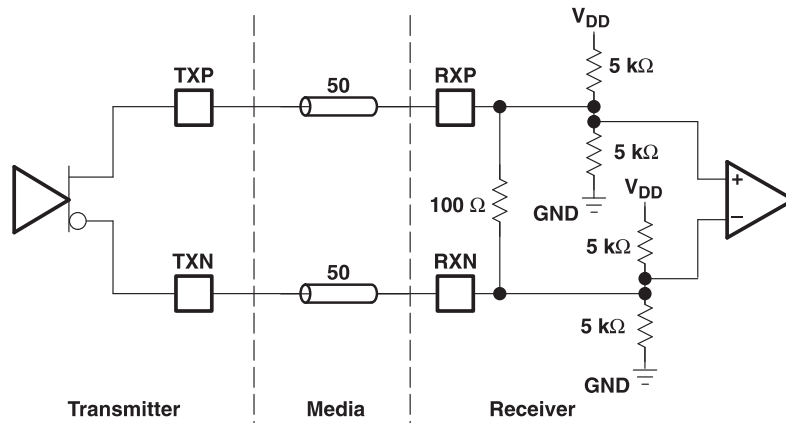 V_DD
TXP
50
RXP
5 kΩ
5 kΩ
V_DD
+
100 Ω
GND
−
TXN
50
RXN
5 kΩ
5 kΩ
GND
Transmitter
Media
Receiver